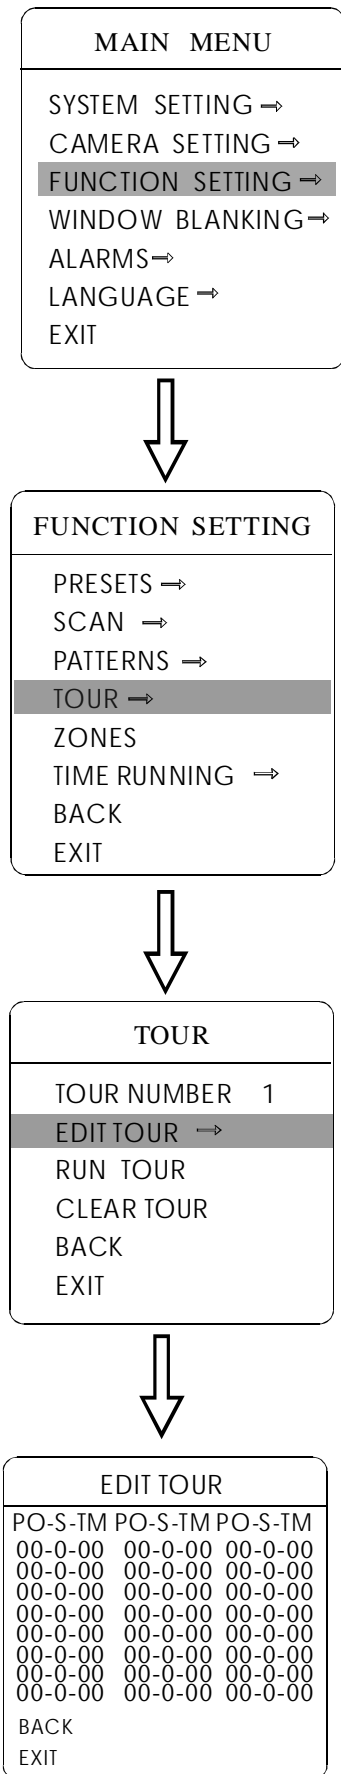 MAIN MENU
SYSTEM SETTING ⇒
CAMERA SETTING ⇒
FUNCTION SETTING ⇒
WINDOW BLANKING ⇒
ALARMS ⇒
LANGUAGE ⇒
EXIT
FUNCTION SETTING
PRESETS ⇒
SCAN ⇒
PATTERNS ⇒
TOUR ⇒
ZONES
TIME RUNNING ⇒
BACK
EXIT
TOUR
TOUR NUMBER 1
EDIT TOUR ⇒
RUN TOUR
CLEAR TOUR
BACK
EXIT
EDIT TOUR
PO-S-TM PO-S-TM PO-S-TM
00-0-00 00-0-00 00-0-00
00-0-00 00-0-00 00-0-00
00-0-00 00-0-00 00-0-00
00-0-00 00-0-00 00-0-00
00-0-00 00-0-00 00-0-00
00-0-00 00-0-00 00-0-00
00-0-00 00-0-00 00-0-00
00-0-00 00-0-00 00-0-00
BACK
EXIT